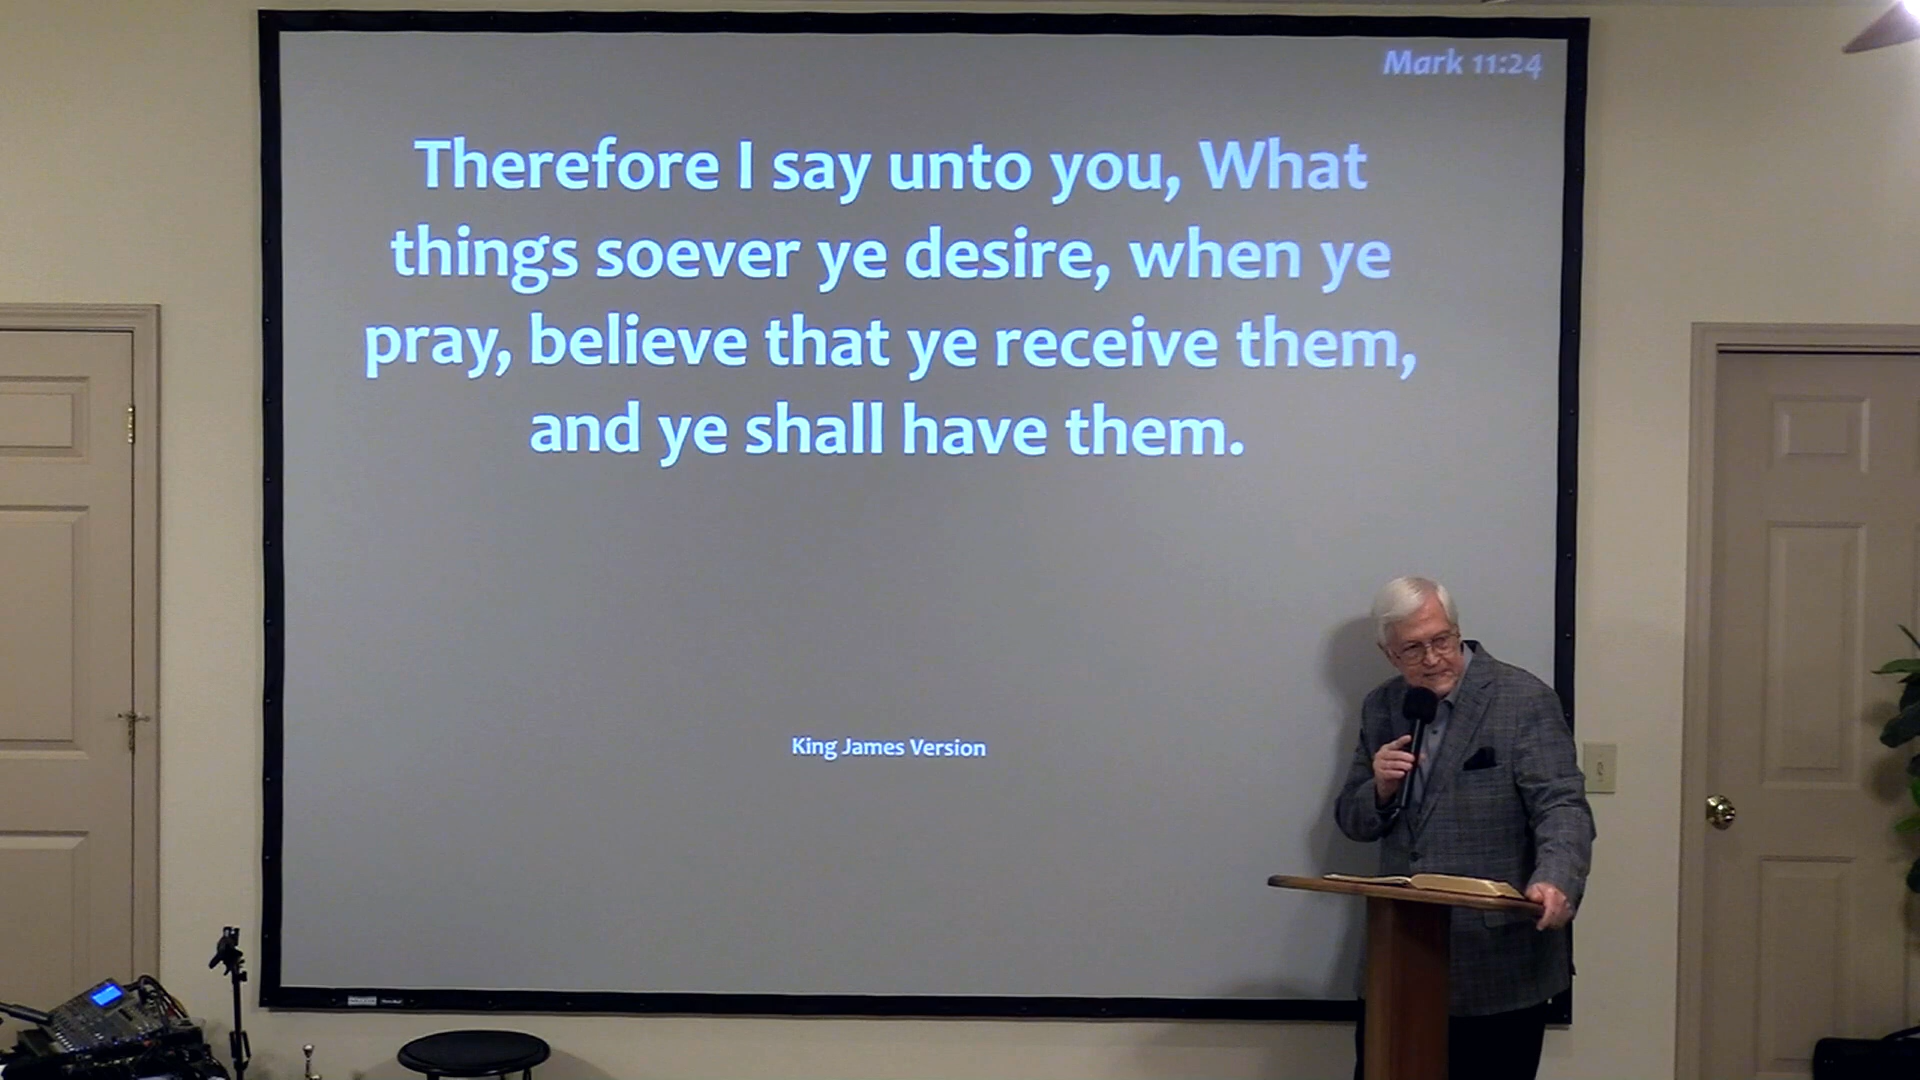 Mark 11:24
Therefore I say unto you, What
things soever ye desire, when ye
pray, believe that ye receive them,
and ye shall have them.
King James Version